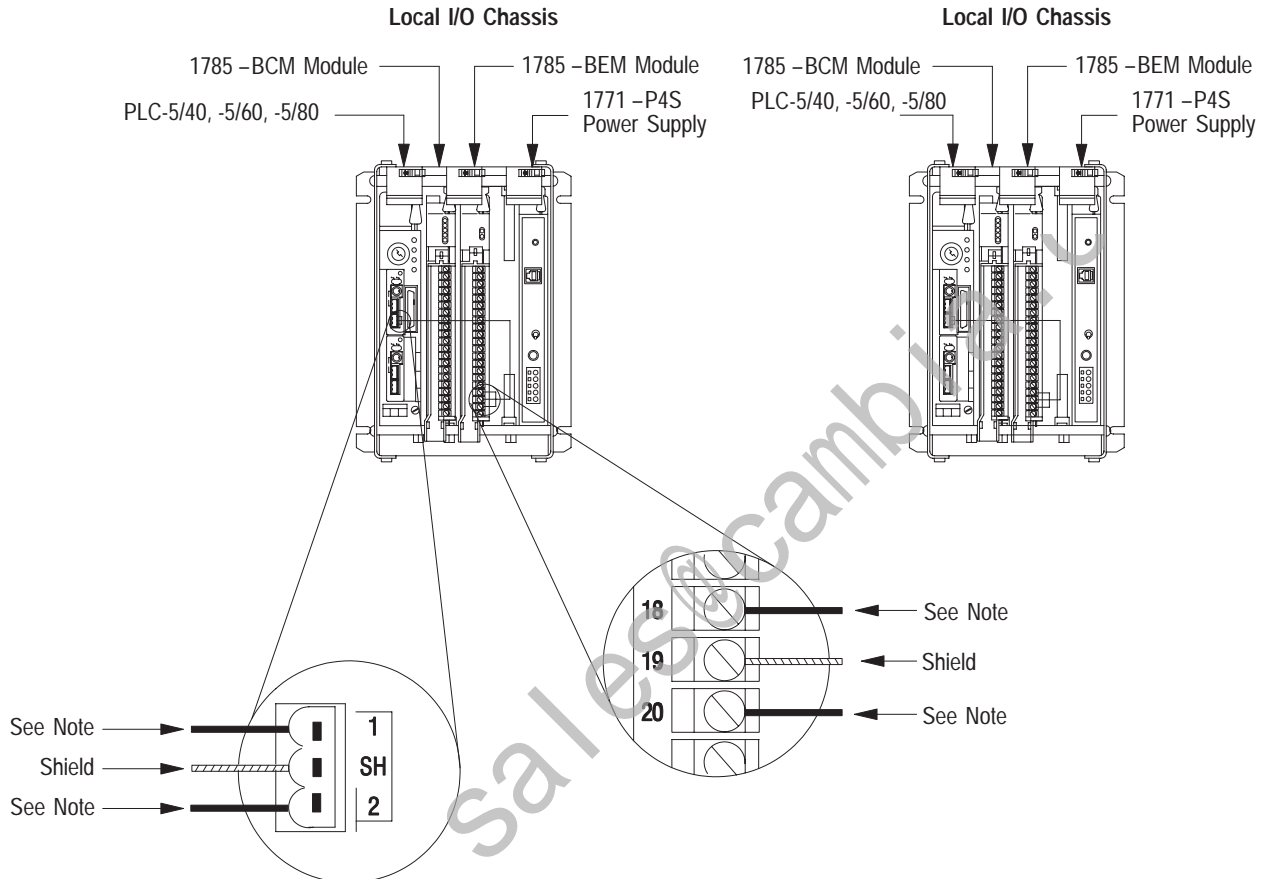 Local I/O Chassis
Local I/O Chassis
1785 –BCM Module
1785 –BEM Module
PLC-5/40, -5/60, -5/80
1771 –P4S
Power Supply
1785 –BCM Module
1785 –BEM Module
PLC-5/40, -5/60, -5/80
1771 –P4S
Power Supply
18
See Note
19
Shield
20
See Note
See Note
1
Shield
SH
See Note
2